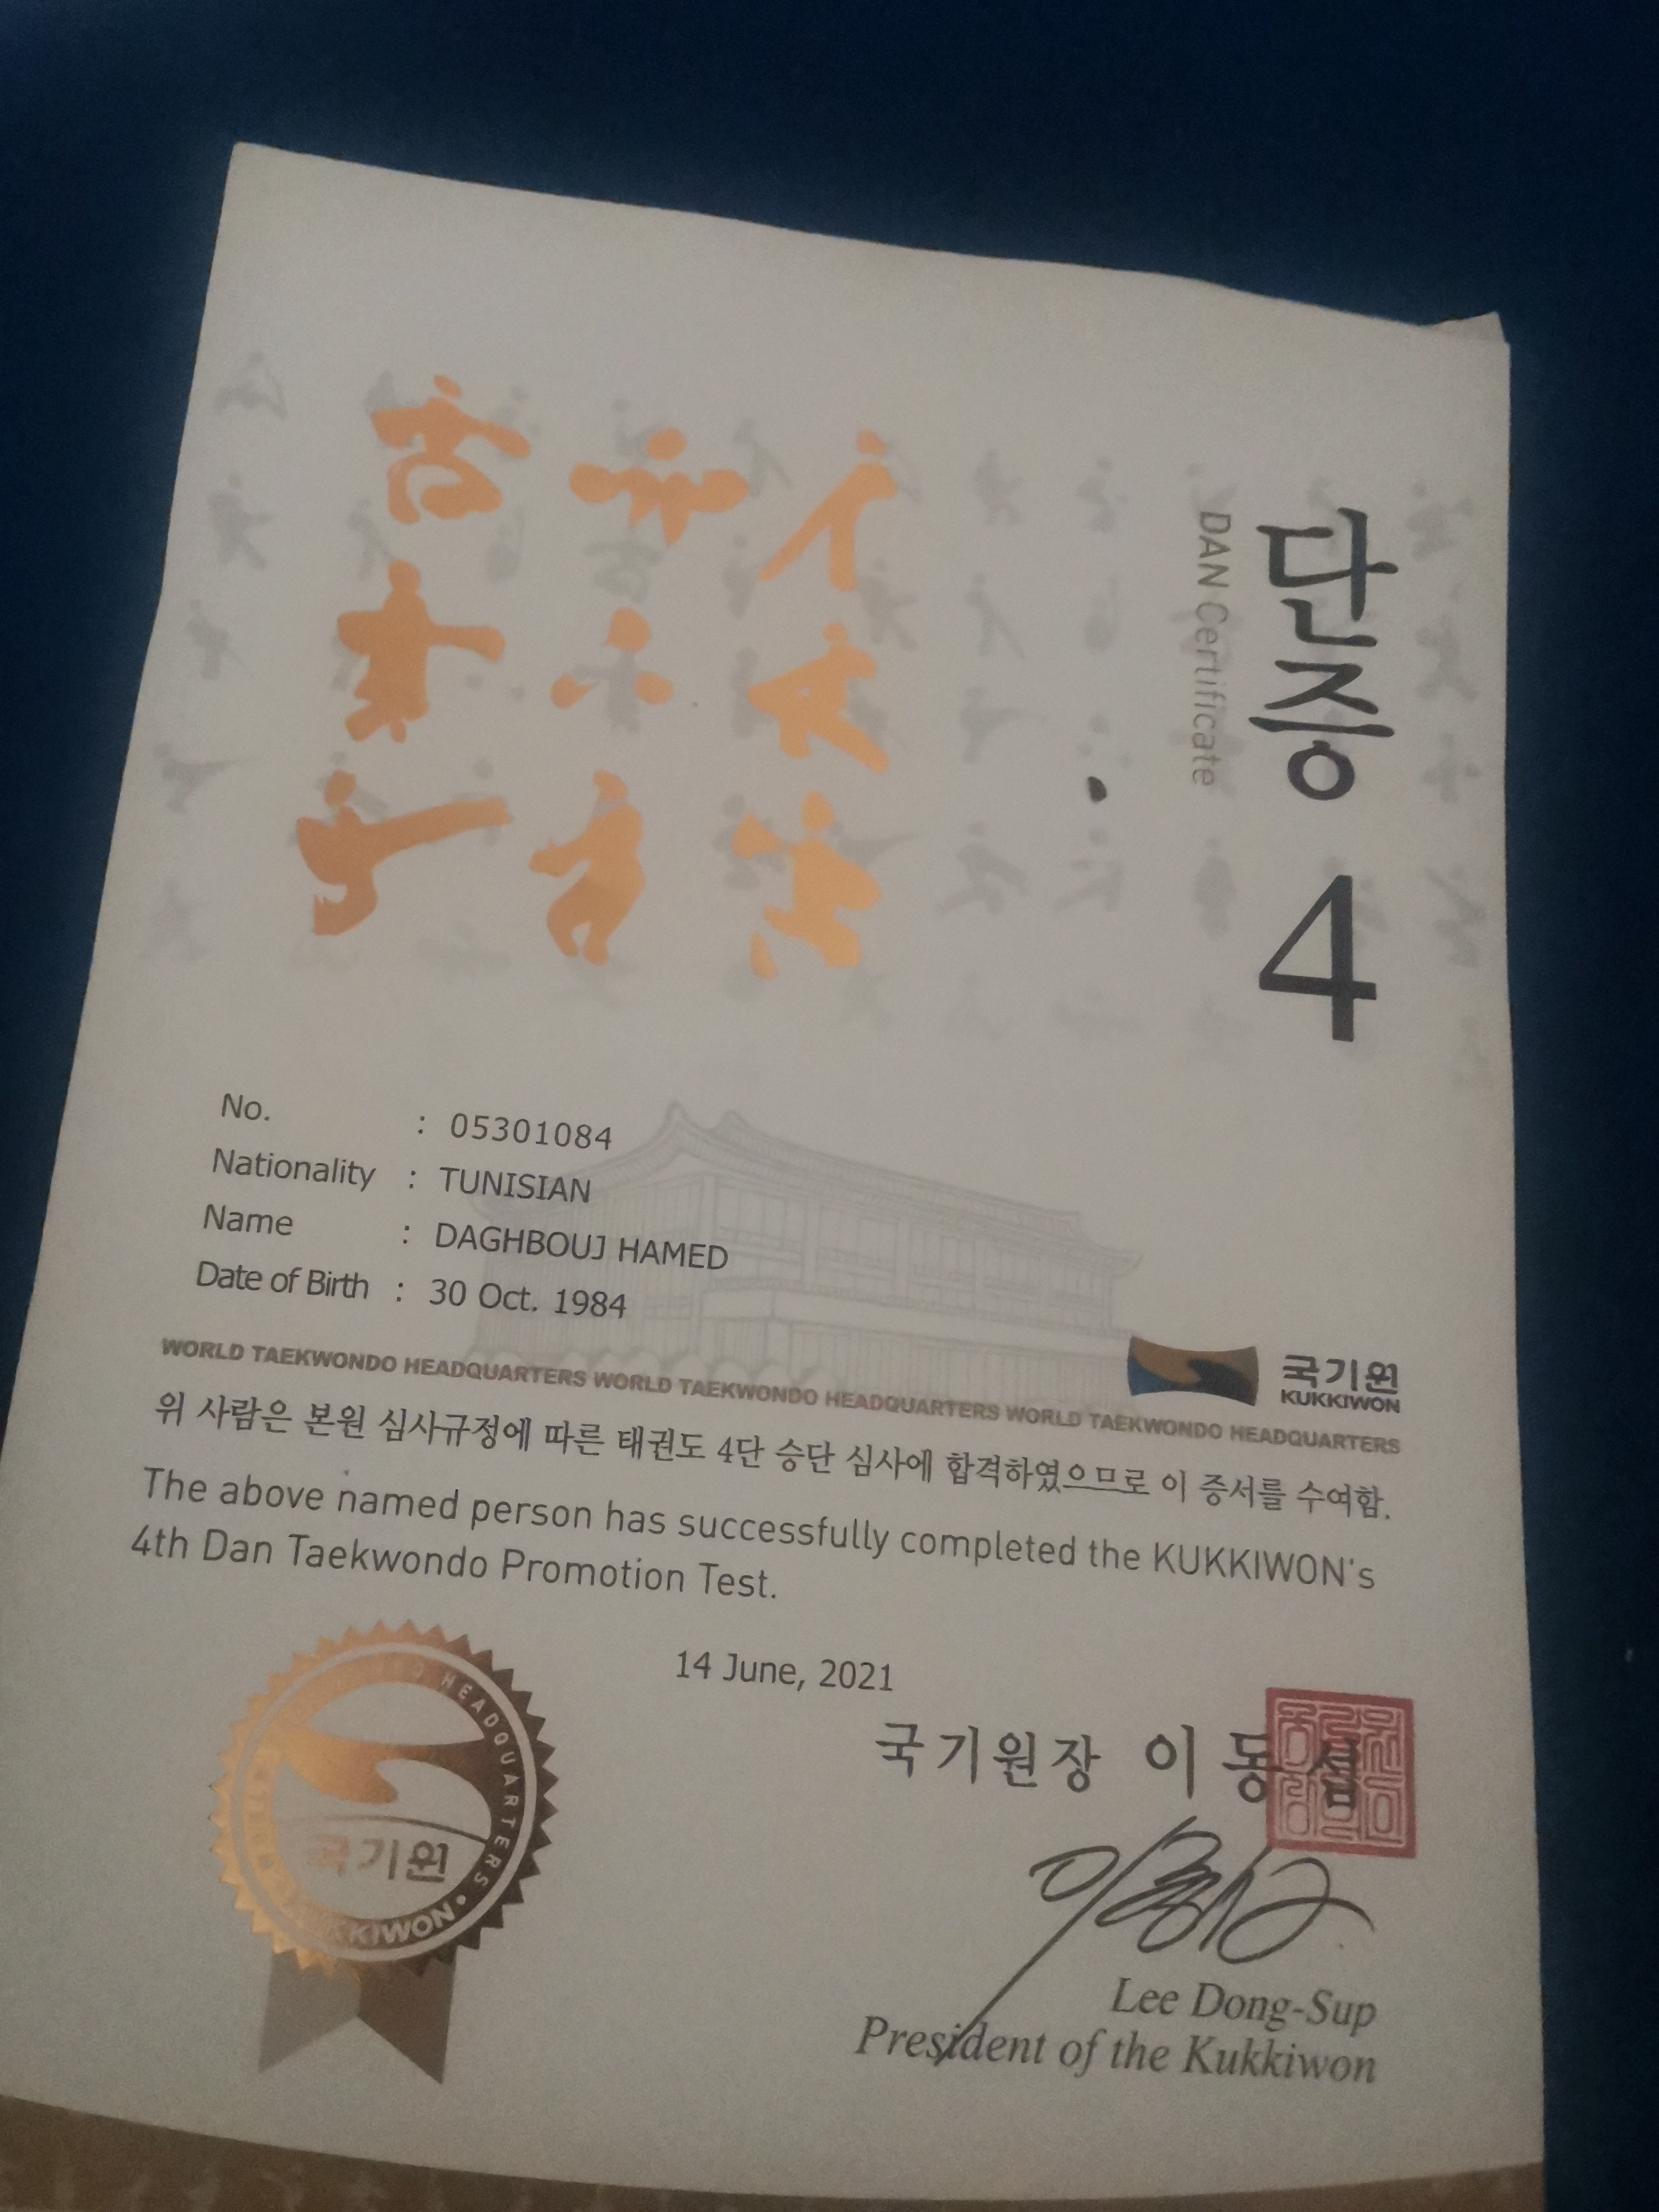 단증 4
DAN Certificate
No. : 05301084
Nationality : TUNISIAN
Name : DAGHBOUJ HAMED
Date of Birth : 30 Oct. 1984
국기원
KUKKIWON
WORLD TAEKWONDO HEADQUARTERS WORLD TAEKWONDO HEADQUARTERS WORLD TAEKWONDO HEADQUARTERS
위 사람은 본원 심사규정에 따른 태권도 4단 승단 심사에 합격하였으므로 이 증서를 수여함.
The above named person has successfully completed the KUKKIWON's
4th Dan Taekwondo Promotion Test.
14 June, 2021
국기원장 이 동 섭
Lee Dong-Sup
President of the Kukkiwon
HEADQUARTERS
국기원
KUKKIWON